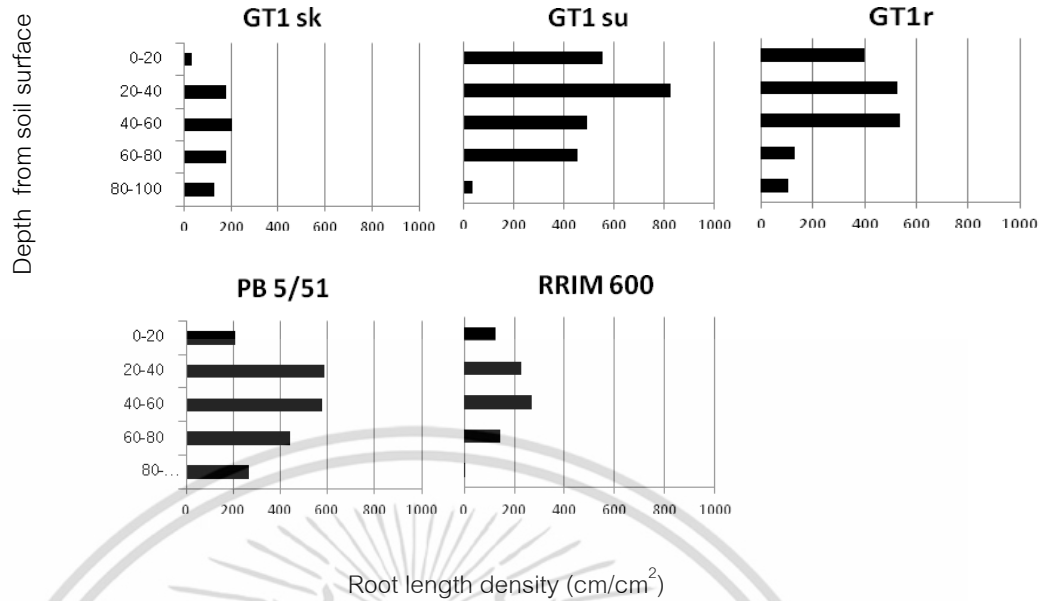 Depth from soil surface
GT1 sk
0-20
20-40
40-60
60-80
80-100
0 200 400 600 800 1000
GT1 su
0 200 400 600 800 1000
GT1r
0 200 400 600 800 1000
PB 5/51
0-20
20-40
40-60
60-80
80-...
0 200 400 600 800 1000
RRIM 600
0 200 400 600 800 1000
Root length density (cm/cm²)